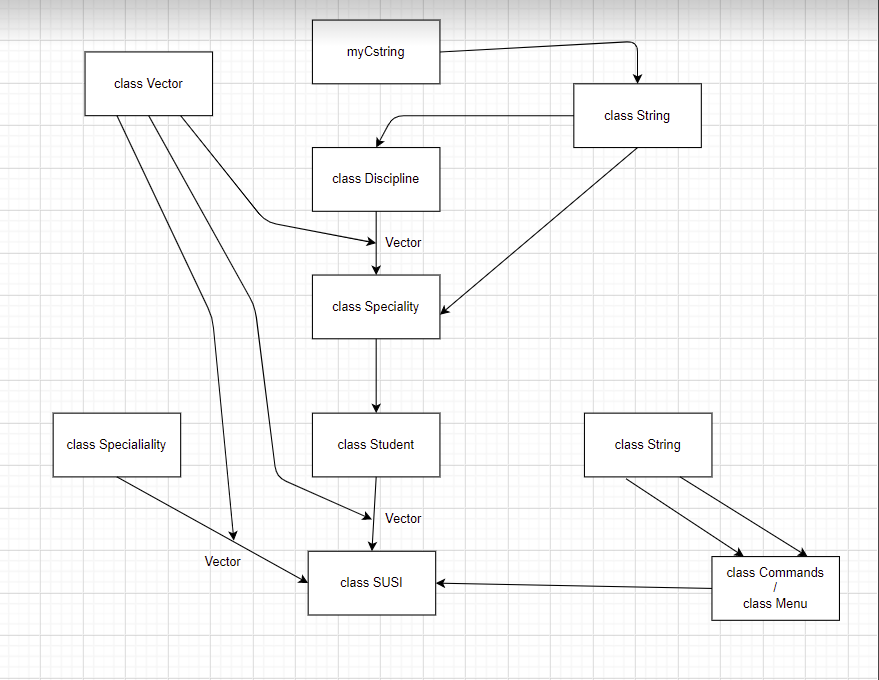 myCstring
class Vector
class String
class Discipline
Vector
class Speciality
class Specialiality
class Student
class String
Vector
Vector
class SUSI
class Commands
/
class Menu